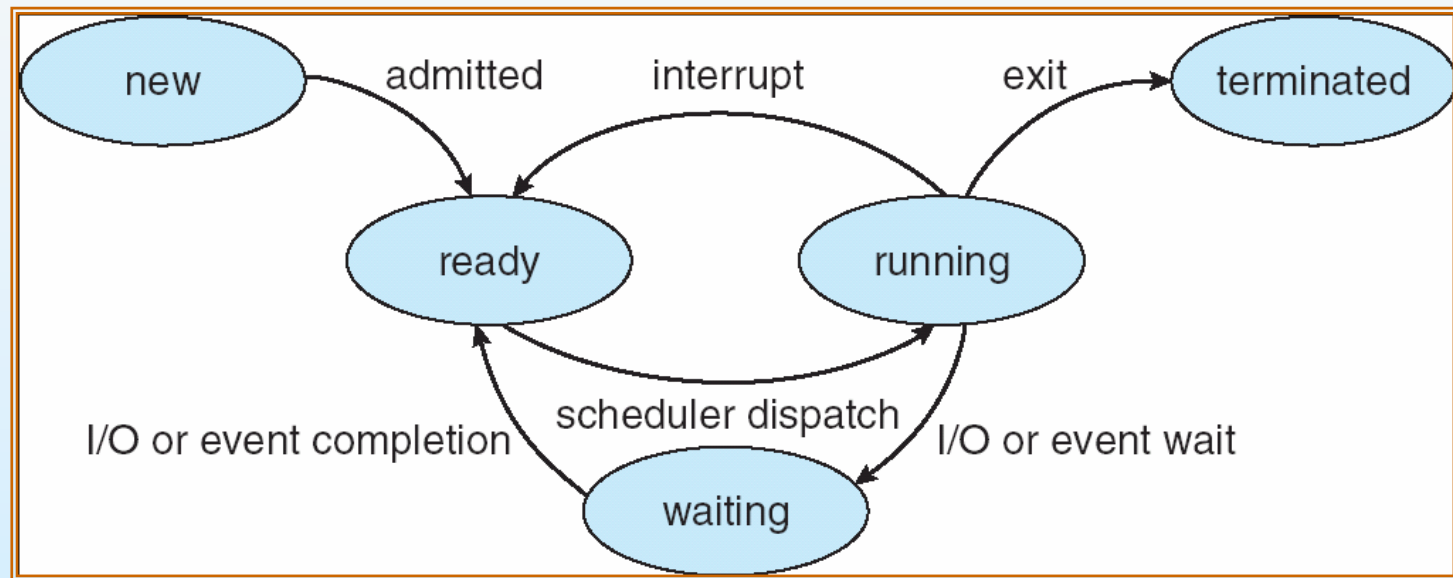 new
admitted
interrupt
exit
terminated
ready
running
scheduler dispatch
I/O or event completion
I/O or event wait
waiting